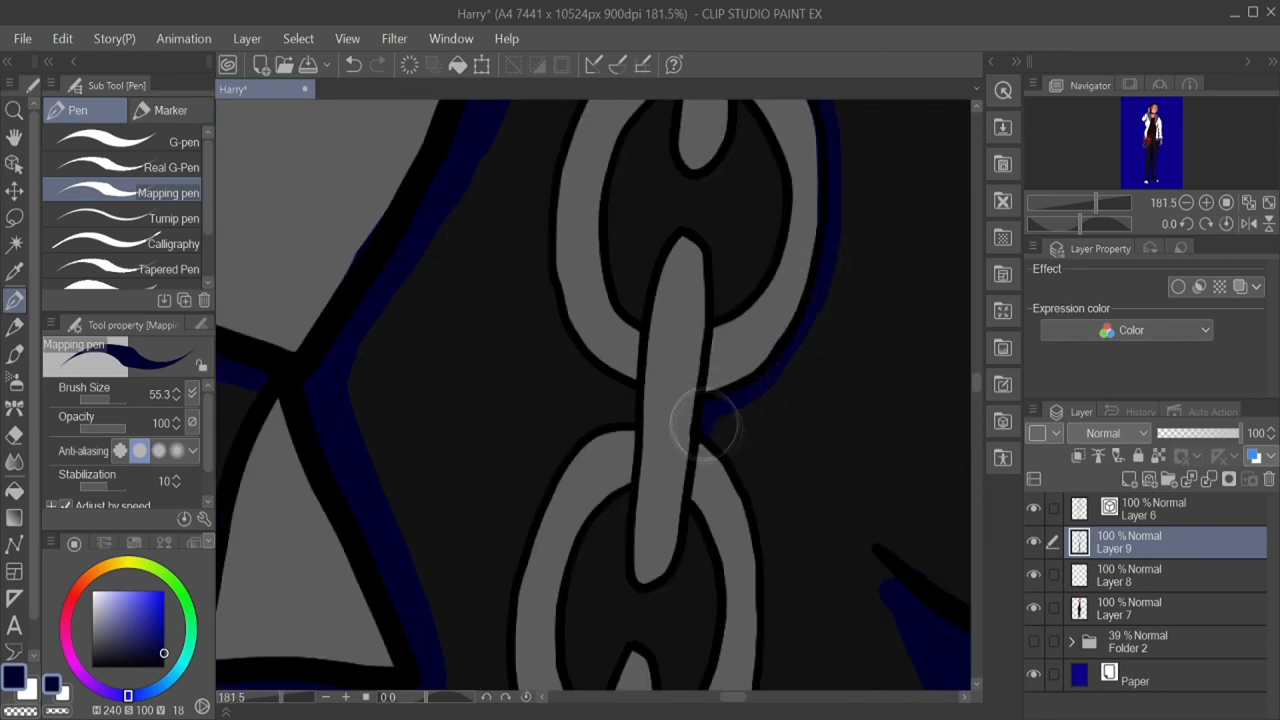 Harry* (A4 7441 x 10524px 900dpi 181.5%) - CLIP STUDIO PAINT EX
File Edit Story(P) Animation Layer Select View Filter Window Help
Sub Tool [Pen]
Harry*
Navigator
Pen Marker
G-pen
Real G-Pen
Mapping pen
Turnip pen
Calligraphy
Tapered Pen
181.5
0.0
Layer Property
Effect
Expression color
Color
Tool property [Mappin
Mapping pen
Brush Size 55.3
Opacity 100
Anti-aliasing
Stabilization 10
Adjust by speed
Layer History Auto Action
Normal 100
100 % Normal
Layer 6
100 % Normal
Layer 9
100 % Normal
Layer 8
100 % Normal
Layer 7
39 % Normal
Folder 2
Paper
181.5 0.0
H 240 S 100 V 18